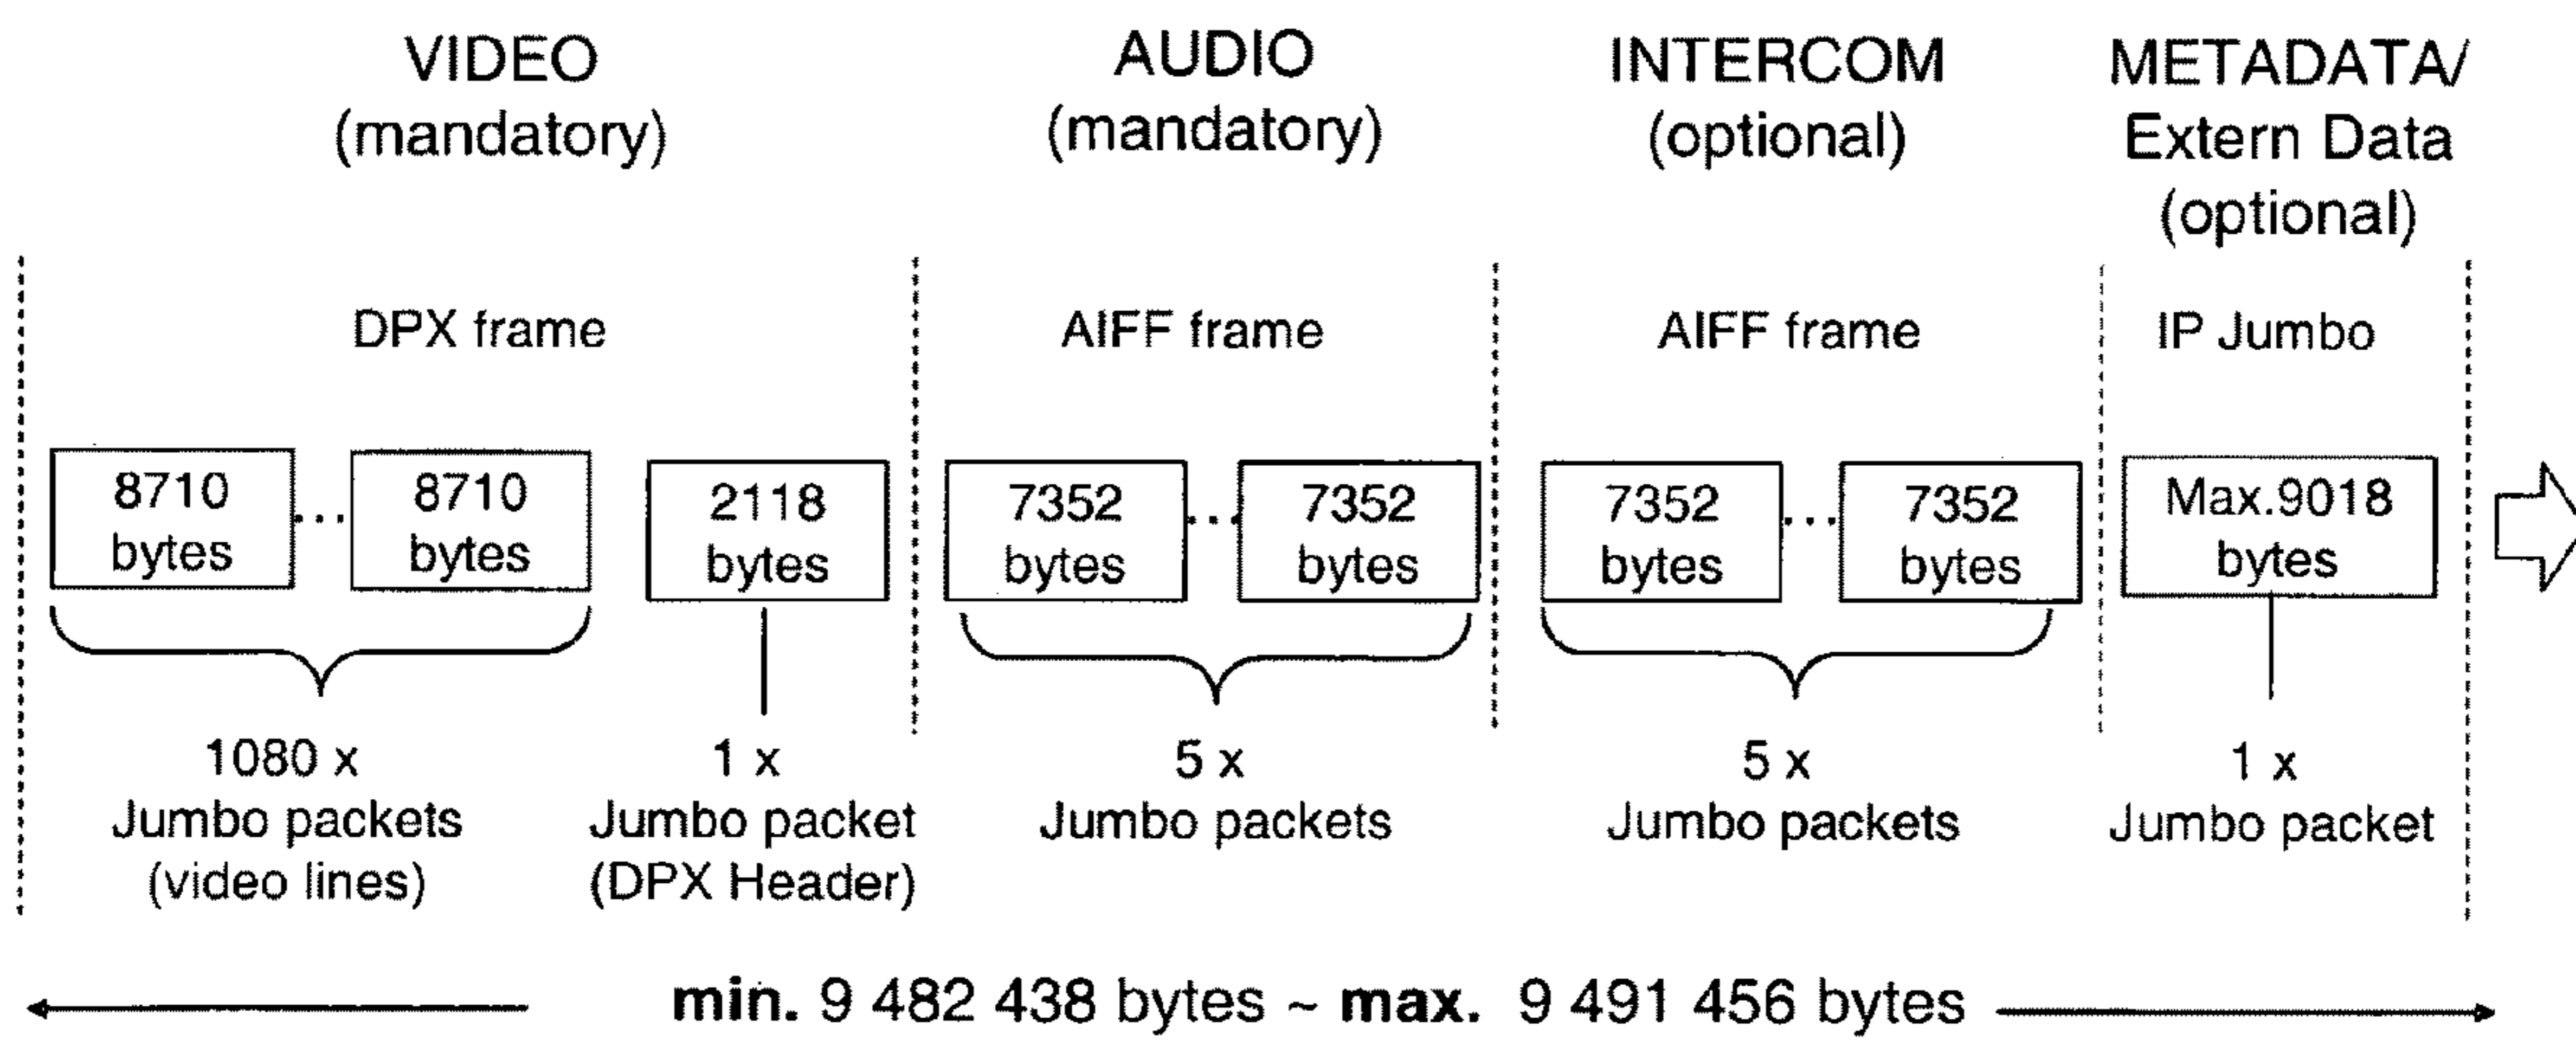 VIDEO
(mandatory)
AUDIO
(mandatory)
INTERCOM
(optional)
METADATA/
Extern Data
(optional)
DPX frame
AIFF frame
AIFF frame
IP Jumbo
8710
bytes
...
8710
bytes
2118
bytes
7352
bytes
...
7352
bytes
7352
bytes
...
7352
bytes
Max.9018
bytes
1080 x
Jumbo packets
(video lines)
1 x
Jumbo packet
(DPX Header)
5 x
Jumbo packets
5 x
Jumbo packets
1 x
Jumbo packet
min. 9 482 438 bytes ~ max. 9 491 456 bytes